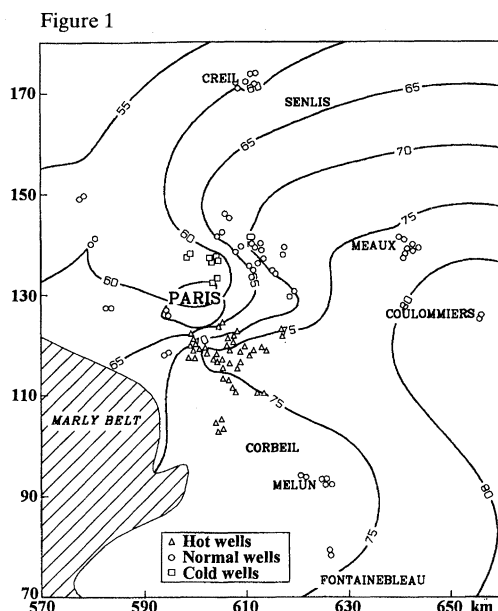 Figure 1
170
150
130
110
90
70
570
590
610
630
650 km
CREIL
SENLIS
55
65
70
75
60
MEAUX
60
PARIS
COULOMMIERS
70
75
65
MARLY BELT
75
CORBEIL
MELUN
75
80
FONTAINEBLEAU
Hot wells
Normal wells
Cold wells